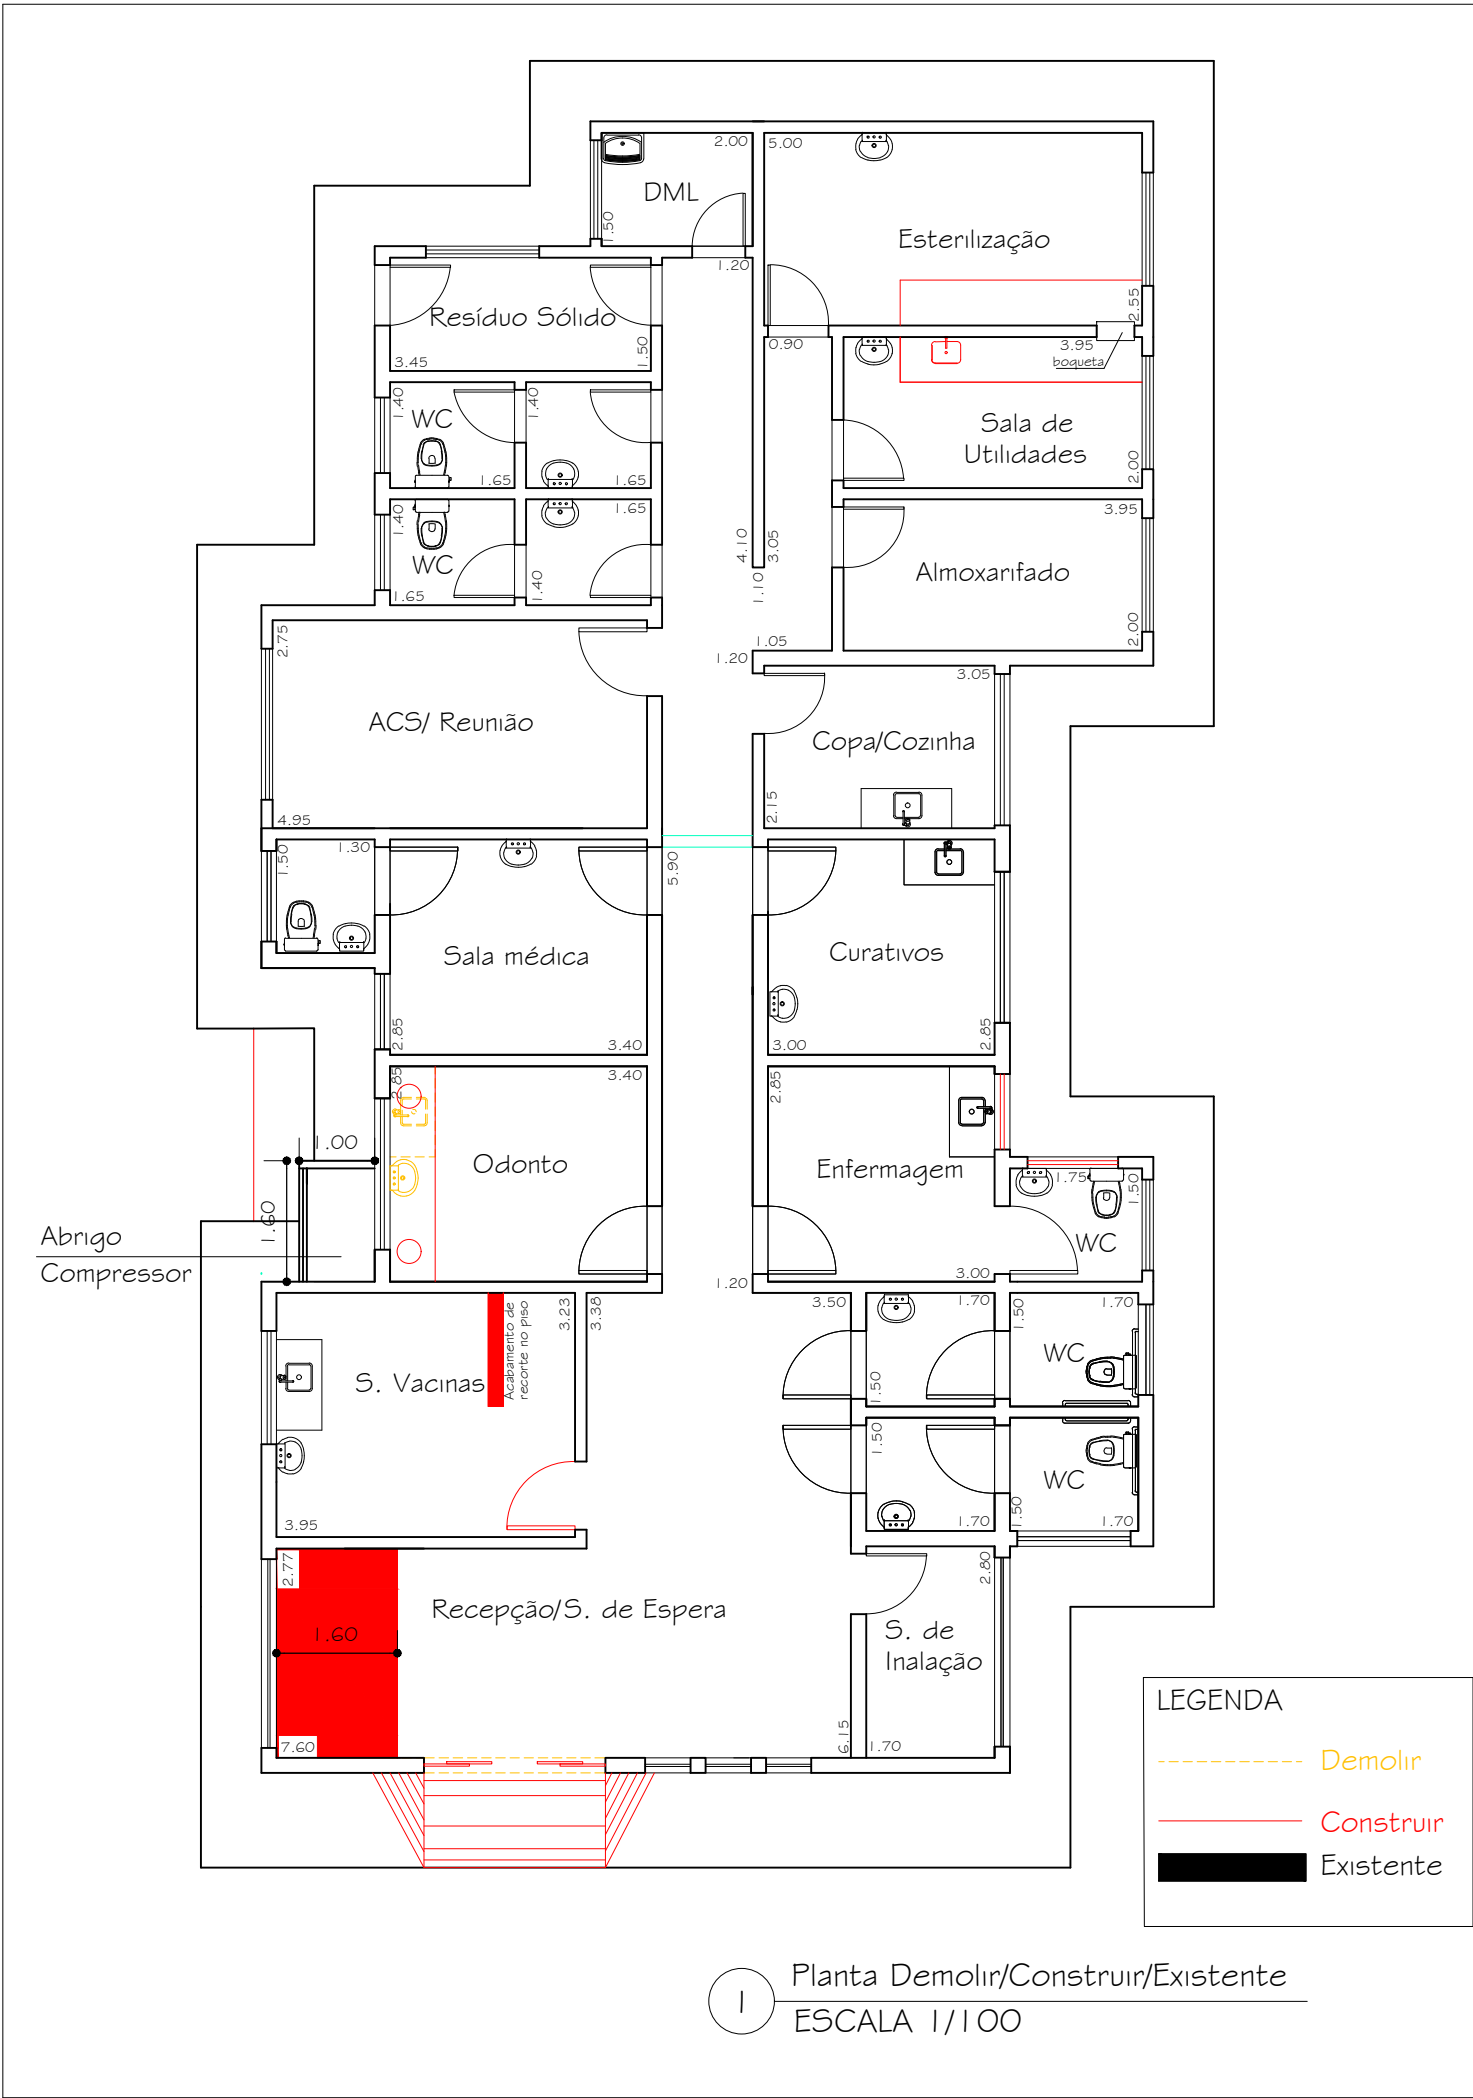 2.00
5.00
DML
1.50
Esterilização
1.20
2.55
Resíduo Sólido
3.45
1.50
0.90
3.95
boqueta
1.40
WC
1.40
1.65
1.65
Sala de
Utilidades
2.00
1.40
1.65
WC
1.65
1.40
4.10
3.05
3.95
Almoxarifado
1.10
2.00
1.05
1.20
2.75
3.05
ACS/ Reunião
Copa/Cozinha
2.15
4.95
1.50
1.30
5.90
Sala médica
Curativos
2.85
3.40
3.00
2.85
2.85
3.40
2.85
1.00
Odonto
Enfermagem
1.75
1.50
WC
1.60
Abrigo
Compressor
1.20
3.00
3.23
3.38
3.50
1.70
1.50
1.70
Acabamento de
recorte no piso
S. Vacinas
WC
1.50
1.50
WC
3.95
1.70
1.50
1.70
2.77
2.80
Recepção/S. de Espera
1.60
S. de
Inalação
7.60
6.15
1.70
LEGENDA
Demolir
Construir
Existente
1
Planta Demolir/Construir/Existente
ESCALA 1/100